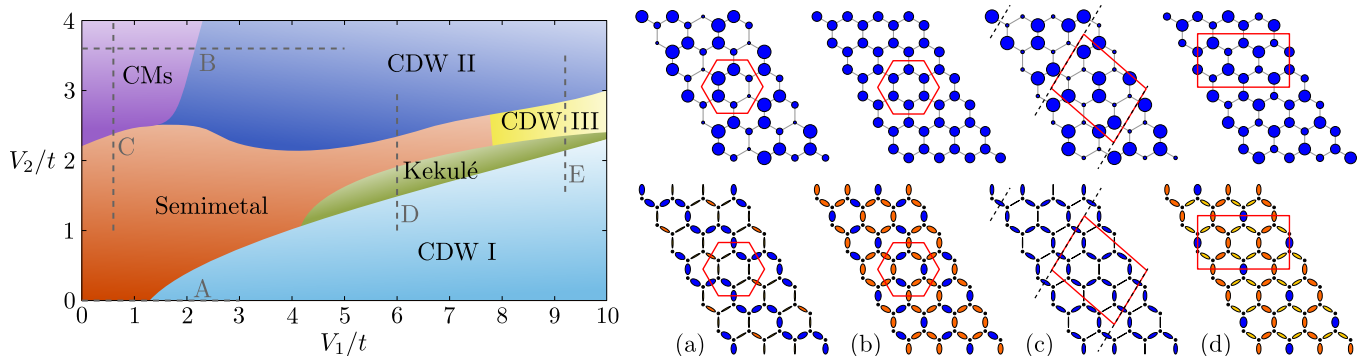 4
CMs
B
CDW II
3
CDW III
C
V₂/t
2
Kekulé
E
Semimetal
D
1
CDW I
A
0
0 1 2 3 4 5 6 7 8 9 10
V₁/t
(a) (b) (c) (d)